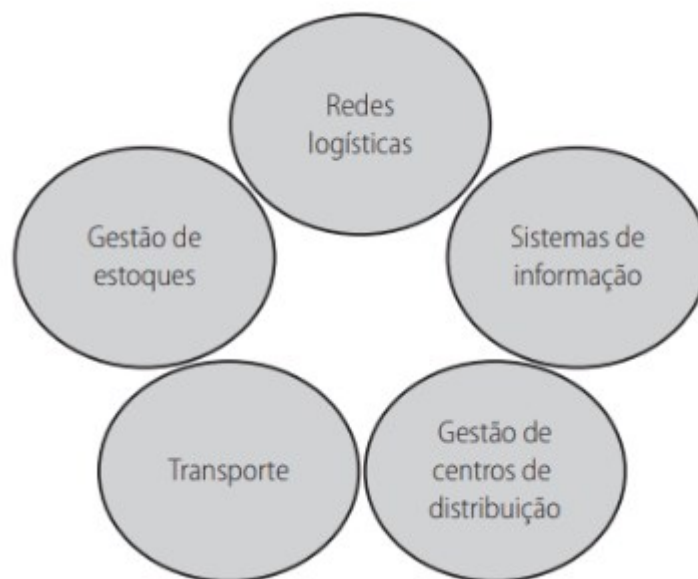 Redes
logísticas
Gestão de
estoques
Sistemas de
informação
Transporte
Gestão de
centros de
distribuição